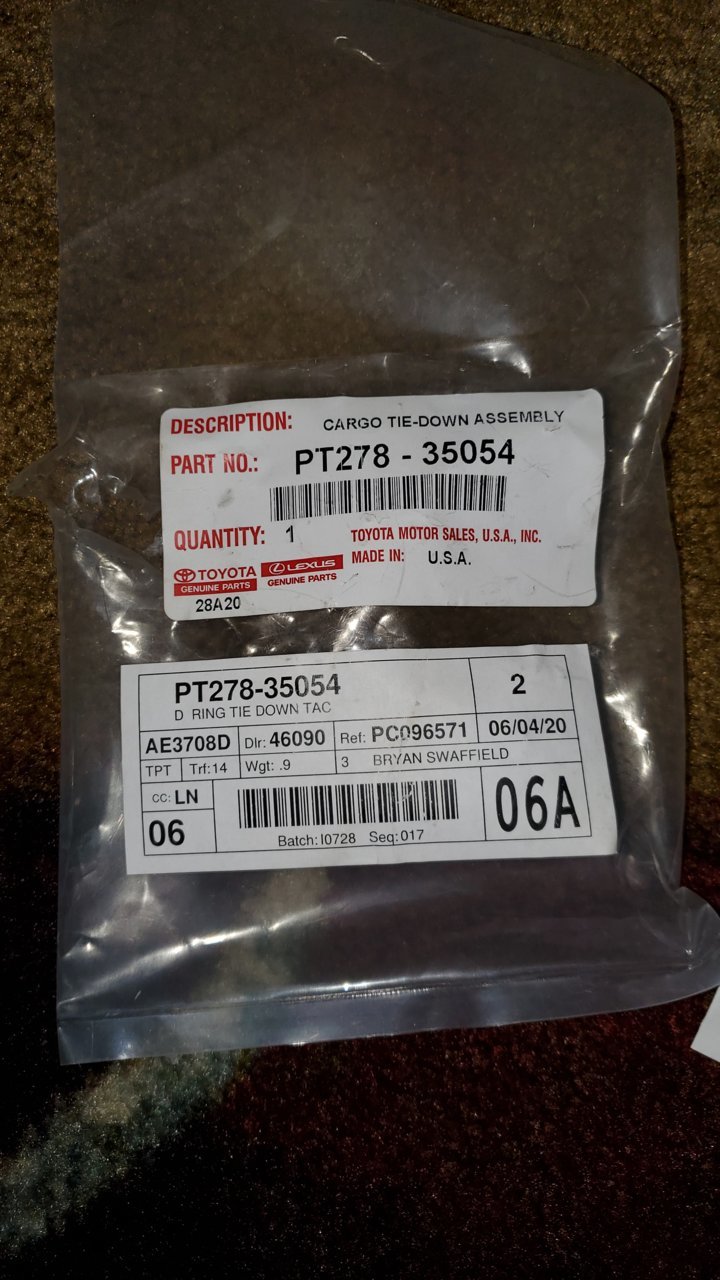 DESCRIPTION: CARGO TIE-DOWN ASSEMBLY
PART NO.: PT278 - 35054
QUANTITY: 1 TOYOTA MOTOR SALES, U.S.A., INC.
MADE IN: U.S.A.
TOYOTA LEXUS
GENUINE PARTS GENUINE PARTS
28A20
PT278-35054 2
D RING TIE DOWN TAC
AE3708D Dlr: 46090 Ref: PC096571 06/04/20
TPT Trf:14 Wgt: .9 3 BRYAN SWAFFIELD
CC: LN
06 06A
Batch:I0728 Seq:017